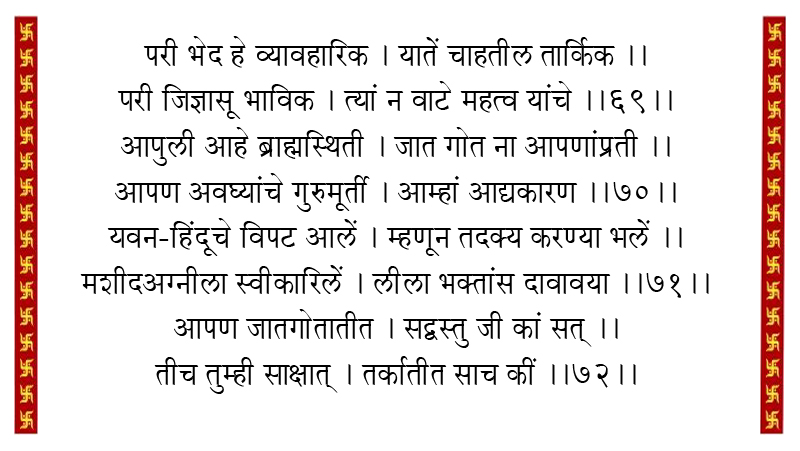 परी भेद हे व्यावहारिक । यातें चाहतील तार्किक ।।
परी जिज्ञासू भाविक । त्यां न वाटे महत्व यांचे ।।६९।।
आपुली आहे ब्राह्मस्थिती । जात गोत ना आपणांप्रती ।।
आपण अवघ्यांचे गुरुमूर्ती । आम्हां आद्यकारण ।।७०।।
यवन-हिंदूचे विपट आलें । म्हणून तदक्य करण्या भलें ।।
मशीदअग्नीला स्वीकारिलें । लीला भक्तांस दावावया ।।७१।।
आपण जातगोतातीत । सद्वस्तु जी कां सत् ।।
तीच तुम्ही साक्षात् । तर्कातीत साच कीं ।।७२।।